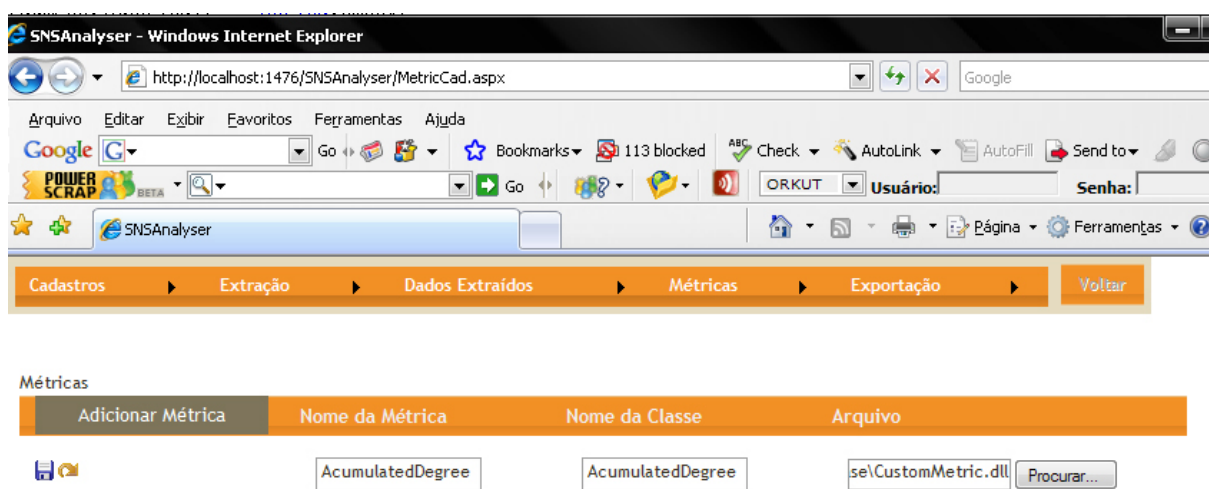 SNSAnalyser - Windows Internet Explorer
http://localhost:1476/SNSAnalyser/MetricCad.aspx
Google
Arquivo Editar Exibir Favoritos Ferramentas Ajuda
Google G Go Bookmarks 113 blocked ABC Check AutoLink AutoFill Send to
POWER SCRAP BETA Go ORKUT Usuário: Senha:
SNSAnalyser Página Ferramentas
Cadastros Extração Dados Extraídos Métricas Exportação Voltar
Métricas
Adicionar Métrica Nome da Métrica Nome da Classe Arquivo
AcumulatedDegree AcumulatedDegree se\CustomMetric.dll Procurar...